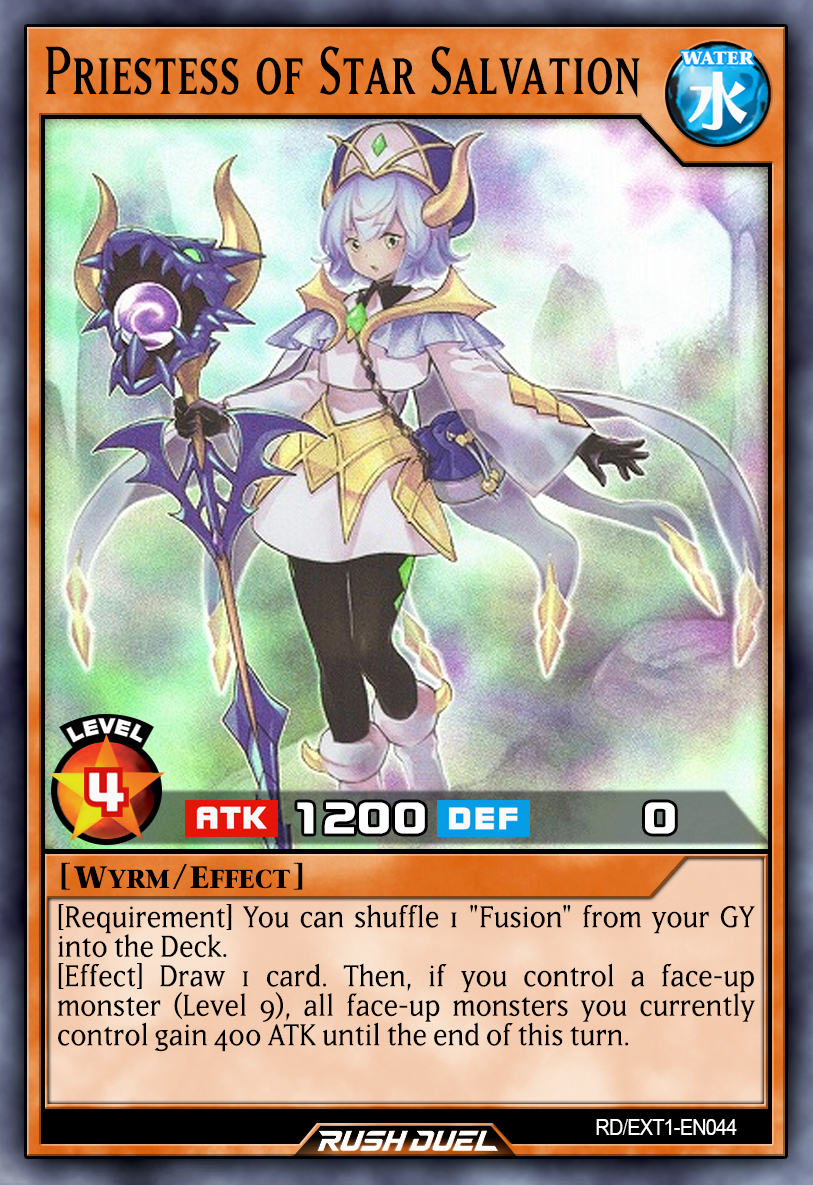 Priestess of Star Salvation
WATER
水
LEVEL
4
ATK 1200 DEF 0
[Wyrm/Effect]
[Requirement] You can shuffle 1 "Fusion" from your GY
into the Deck.
[Effect] Draw 1 card. Then, if you control a face-up
monster (Level 9), all face-up monsters you currently
control gain 400 ATK until the end of this turn.
RD/EXT1-EN044
RUSH DUEL